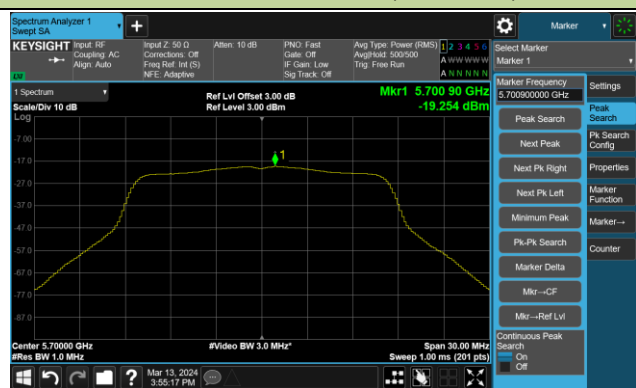 Spectrum Analyzer 1
Swept SA
+
Marker
KEYSIGHT
Input: RF
Coupling: AC
Align: Auto
Input Z: 50 Ω
Corrections: Off
Freq Ref: Int (S)
NFE: Adaptive
Atten: 10 dB
PNO: Fast
Gate: Off
IF Gain: Low
Sig Track: Off
Avg Type: Power (RMS)
Avg|Hold: 500/500
Trig: Free Run
1 2 3 4 5 6
A W W W W W
A N N N N N
Select Marker
Marker 1
LXI
1 Spectrum
Scale/Div 10 dB
Log
Ref Lvl Offset 3.00 dB
Ref Level 3.00 dBm
Mkr1 5.700 90 GHz
-19.254 dBm
1
-7.00
-17.0
-27.0
-37.0
-47.0
-57.0
-67.0
-77.0
-87.0
Center 5.70000 GHz
#Res BW 1.0 MHz
#Video BW 3.0 MHz*
Span 30.00 MHz
Sweep 1.00 ms (201 pts)
Marker Frequency
5.700900000 GHz
Peak Search
Next Peak
Next Pk Right
Next Pk Left
Minimum Peak
Pk-Pk Search
Marker Delta
Mkr→CF
Mkr→Ref Lvl
Continuous Peak
Search
On
Off
Settings
Peak
Search
Pk Search
Config
Properties
Marker
Function
Marker→
Counter
?
Mar 13, 2024
3:55:17 PM